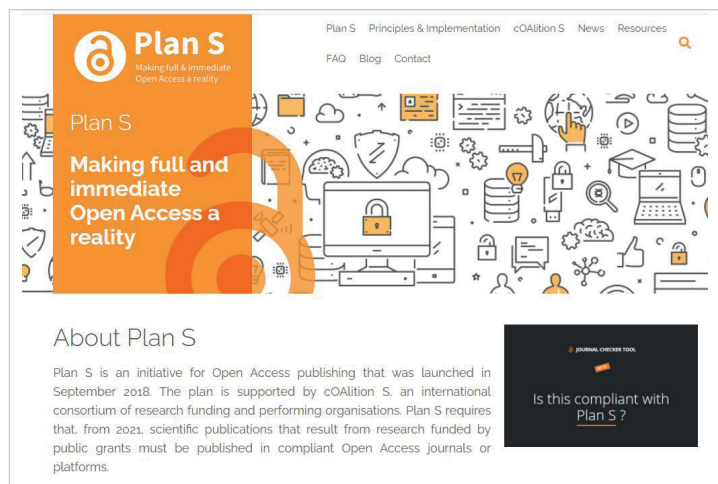 Plan S
Making full & immediate
Open Access a reality
Plan S Principles & Implementation cOAlition S News Resources
FAQ Blog Contact
Plan S
Making full and
immediate
Open Access a
reality
About Plan S
Plan S is an initiative for Open Access publishing that was launched in
September 2018. The plan is supported by cOAlition S, an international
consortium of research funding and performing organisations. Plan S requires
that, from 2021, scientific publications that result from research funded by
public grants must be published in compliant Open Access journals or
platforms.
JOURNAL CHECKER TOOL
BETA
Is this compliant with
Plan S ?